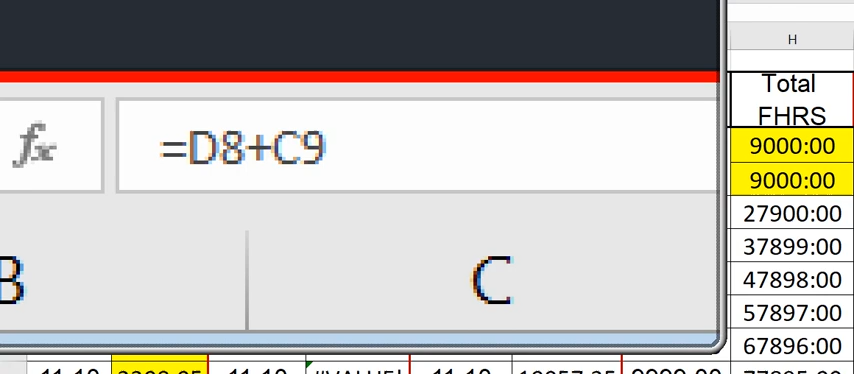 H
Total
FHRS
9000:00
9000:00
27900:00
37899:00
47898:00
57897:00
67896:00
fx
=D8+C9
B
C
#VALUE!